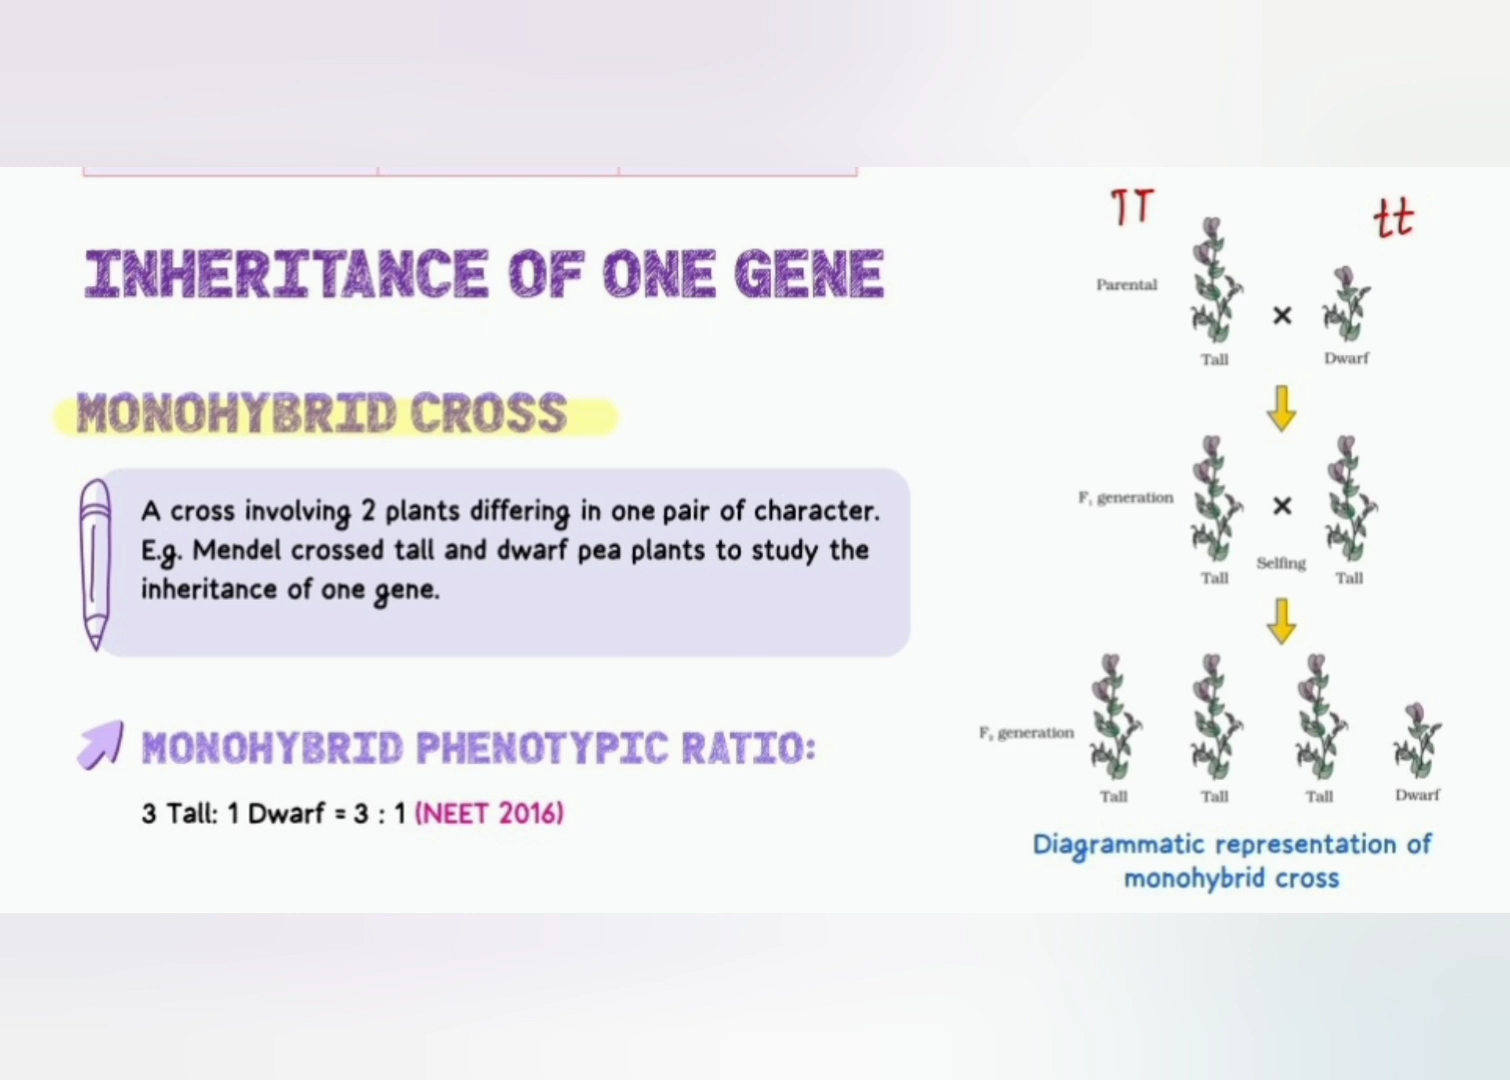 INHERITANCE OF ONE GENE
MONOHYBRID CROSS
A cross involving 2 plants differing in one pair of character.
E.g. Mendel crossed tall and dwarf pea plants to study the
inheritance of one gene.
MONOHYBRID PHENOTYPIC RATIO:
3 Tall: 1 Dwarf = 3 : 1 (NEET 2016)
TT
tt
Parental
×
Tall
Dwarf
F₁ generation
×
Selfing
Tall
Tall
F₂ generation
Tall
Tall
Tall
Dwarf
Diagrammatic representation of
monohybrid cross